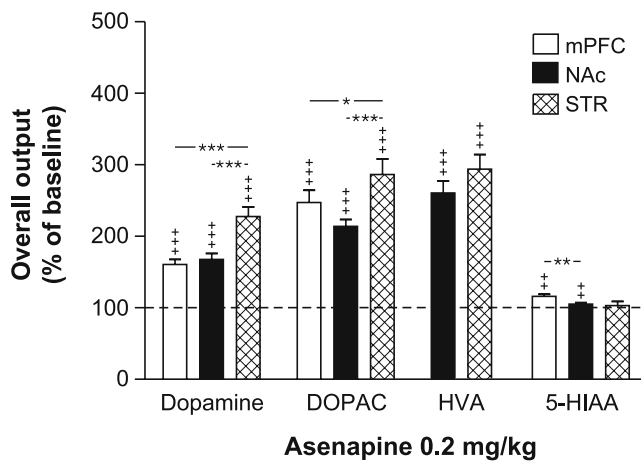 Overall output
(% of baseline)
500
400
300
200
100
0
mPFC
NAc
STR
***
-***-
*
-***-
-**-
+++
+++
+++
+++
+++
+++
+++
+++
++
++
Dopamine
DOPAC
HVA
5-HIAA
Asenapine 0.2 mg/kg